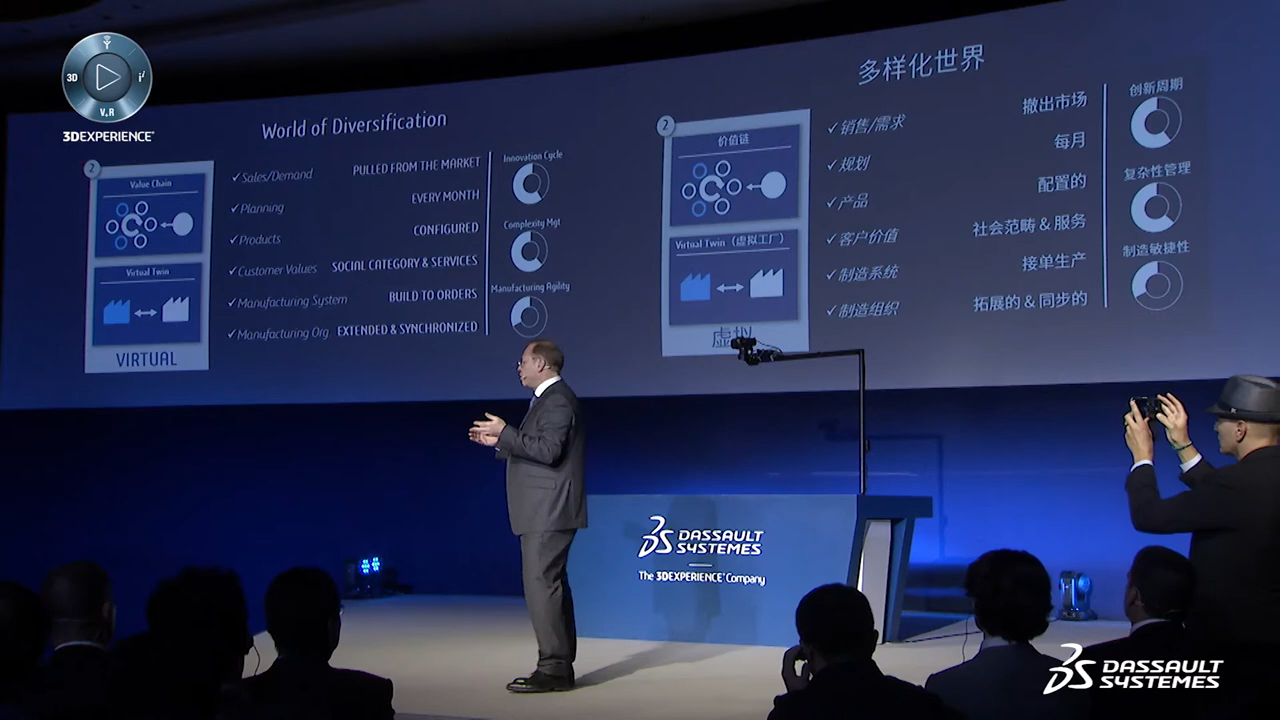 3D
V.R
3DEXPERIENCE
World of Diversification
2
Value Chain
Virtual Twin
VIRTUAL
✓Sales/Demand PULLED FROM THE MARKET
✓Planning EVERY MONTH
✓Products CONFIGURED
✓Customer Values SOCIAL CATEGORY & SERVICES
✓Manufacturing System BUILD TO ORDERS
✓Manufacturing Org EXTENDED & SYNCHRONIZED
Innovation Cycle
Complexity Mgt
Manufacturing Agility
多样化世界
2
价值链
Virtual Twin（虚拟工厂）
虚拟
✓销售/需求 撤出市场
✓规划 每月
✓产品 配置的
✓客户价值 社会范畴 & 服务
✓制造系统 接单生产
✓制造组织 拓展的 & 同步的
创新周期
复杂性管理
制造敏捷性
DASSAULT
SYSTEMES
The 3DEXPERIENCE Company
DASSAULT
SYSTEMES